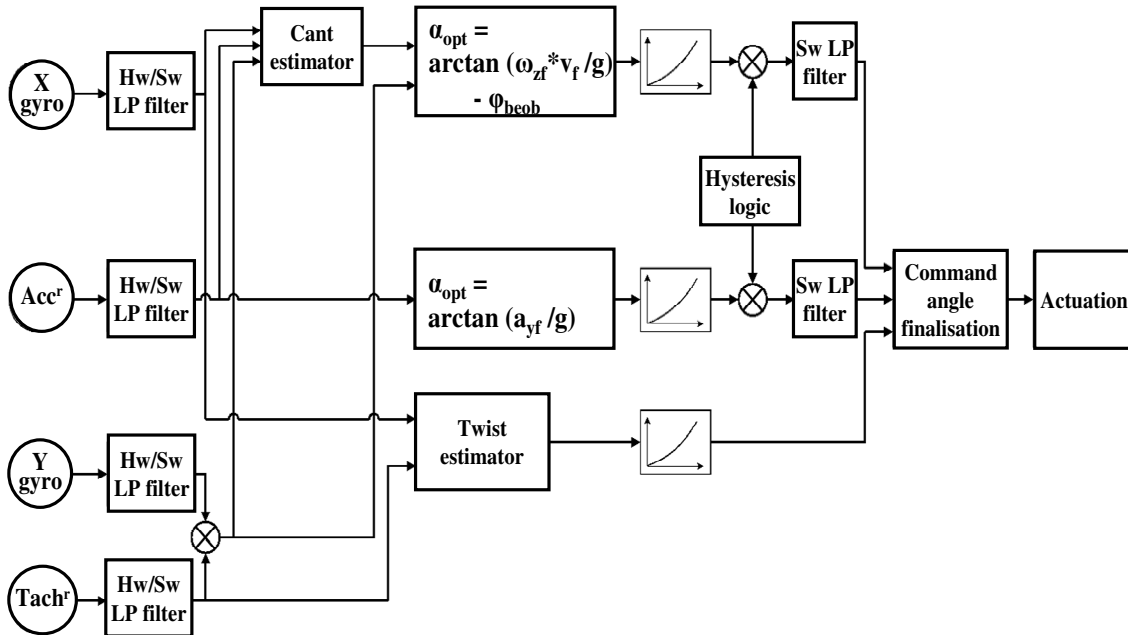 X
gyro
Hw/Sw
LP filter
Cant
estimator
α_opt =
arctan (ω_zf*v_f /g)
- φ_beob
Sw LP
filter
Hysteresis
logic
Acc^r
Hw/Sw
LP filter
α_opt =
arctan (a_yf /g)
Sw LP
filter
Command
angle
finalisation
Actuation
Twist
estimator
Y
gyro
Hw/Sw
LP filter
Tach^r
Hw/Sw
LP filter